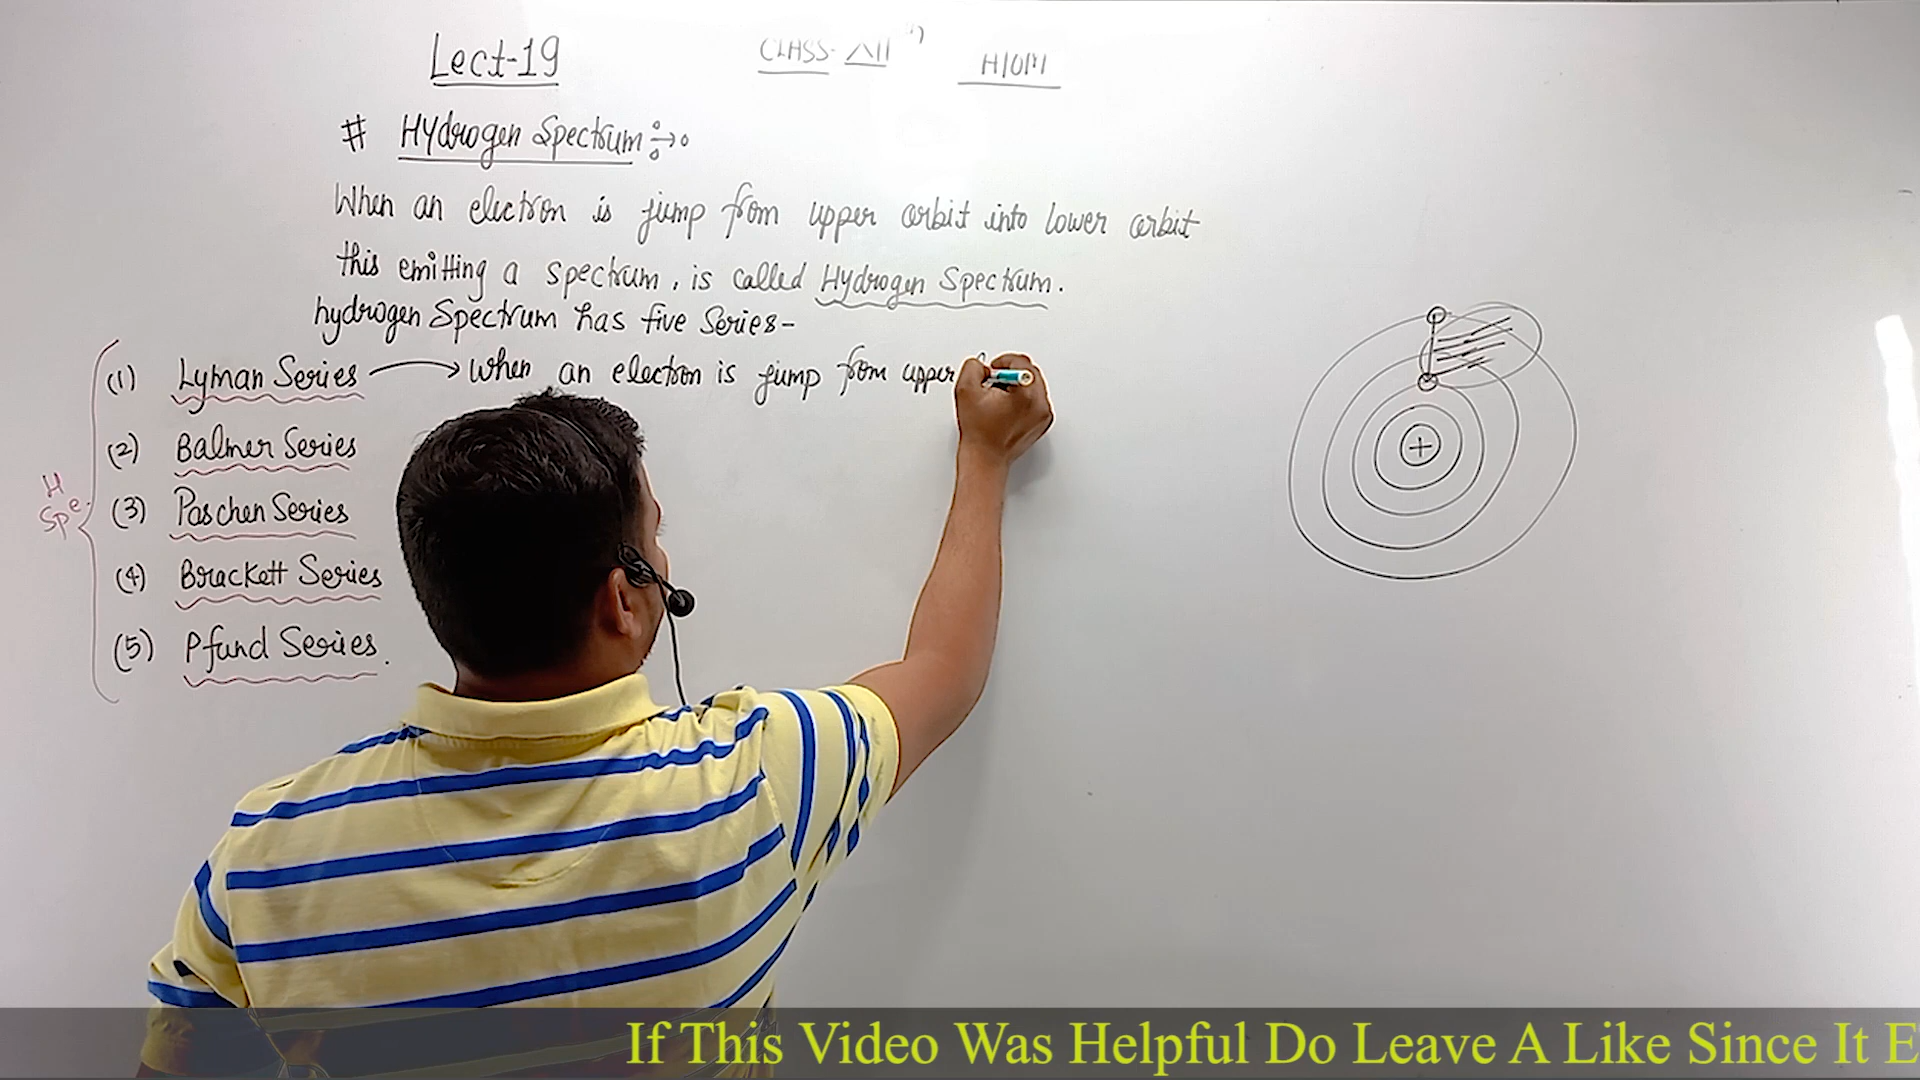 Lect-19
CLASS- XII
ATOM
# Hydrogen Spectrum
When an electron is jump from upper orbit into lower orbit
this emitting a spectrum, is called Hydrogen Spectrum.
hydrogen Spectrum has five Series-
(1) Lyman Series → when an electron is jump from upper
(2) Balmer Series
(3) Paschen Series
(4) Brackett Series
(5) Pfund Series.
H
Spe.
+
If This Video Was Helpful Do Leave A Like Since It E